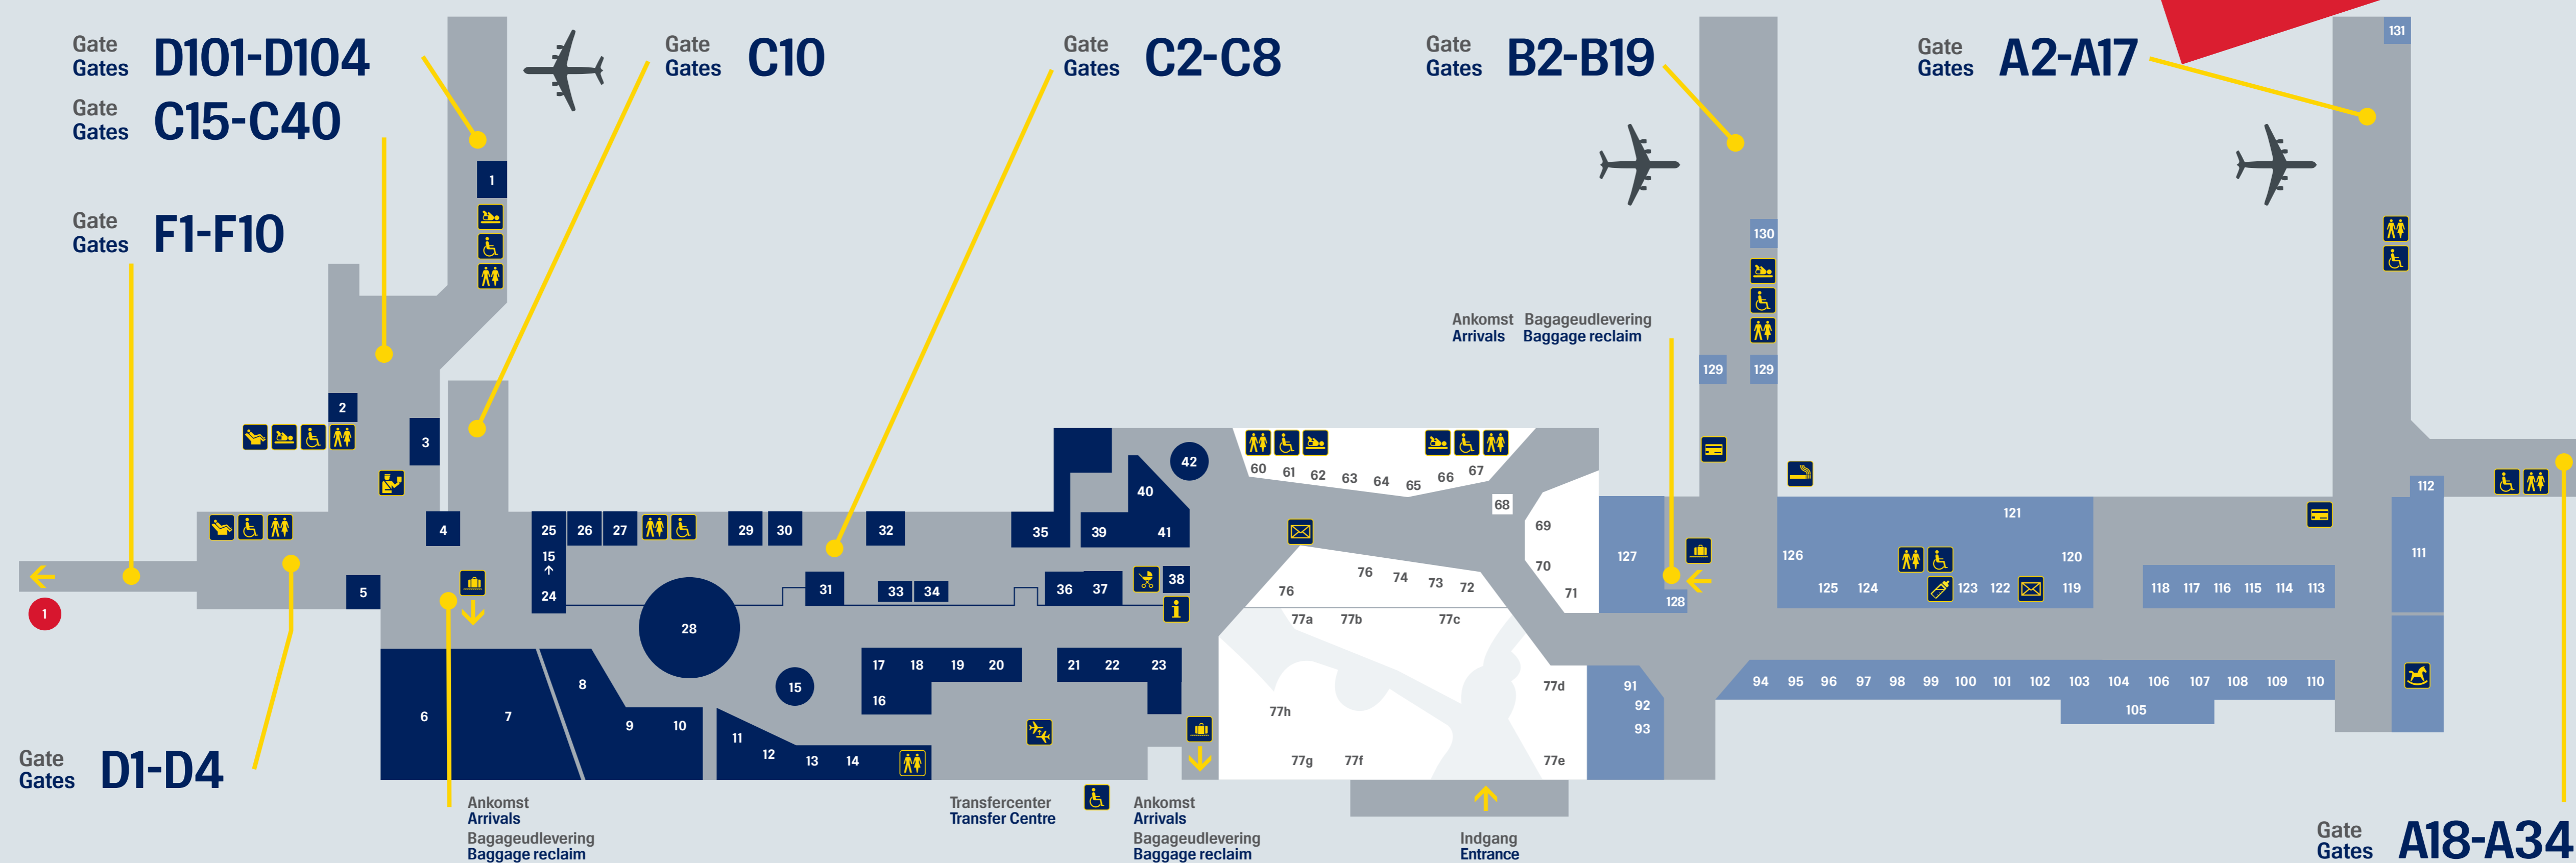 Gate
Gates D101-D104
Gate
Gates C15-C40
Gate
Gates F1-F10
Gate
Gates C10
Gate
Gates C2-C8
Gate
Gates B2-B19
Gate
Gates A2-A17
131
1
130
Ankomst Bagageudlevering
Arrivals Baggage reclaim
129 129
2
3
42
60 61 62 63 64 65 66 67
40
68
112
4
25 26 27 29 30 32 35 39 41
69
121
15
127
126 120 111
24
70
5
31 33 34 36 37 38
76 74 73 72
76
71
128
125 124 123 122 119
118 117 116 115 114 113
1
28
77a 77b 77c
17 18 19 20 21 22 23
8
15
16
77d
91
94 95 96 97 98 99 100 101 102 103 104 106 107 108 109 110
92
105
6 7
9 10
77h
93
11
12
13 14
77g 77f 77e
Gate
Gates D1-D4
Ankomst
Arrivals
Bagageudlevering
Baggage reclaim
Transfercenter
Transfer Centre
Ankomst
Arrivals
Bagageudlevering
Baggage reclaim
Indgang
Entrance
Gate
Gates A18-A34